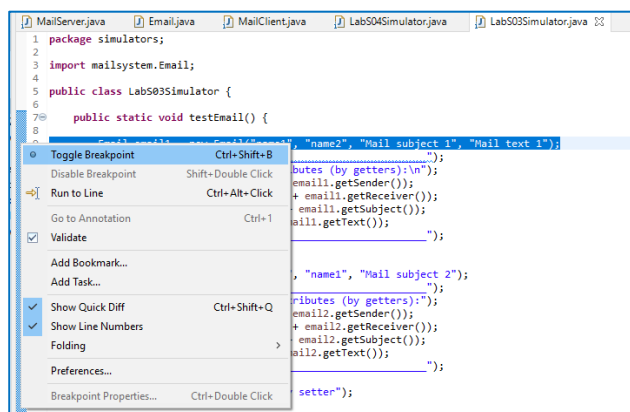 MailServer.java Email.java MailClient.java LabS04Simulator.java LabS03Simulator.java
1 package simulators;
2
3 import mailsystem.Email;
4
5 public class LabS03Simulator {
6
7 public static void testEmail() {
8
Email email1 = new Email("name1", "name2", "Mail subject 1", "Mail text 1");
Toggle Breakpoint Ctrl+Shift+B ");
Disable Breakpoint Shift+Double Click butes (by getters):\n");
email1.getSender());
Run to Line Ctrl+Alt+Click + email1.getReceiver());
email1.getSubject());
Go to Annotation Ctrl+1 ail1.getText());
Validate ");
Add Bookmark...
, "name1", "Mail subject 2");
Add Task... ");
Show Quick Diff Ctrl+Shift+Q ributes (by getters):");
email2.getSender());
Show Line Numbers + email2.getReceiver());
Folding email2.getSubject());
ail2.getText());
Preferences... ");
Breakpoint Properties... Ctrl+Double Click setter");